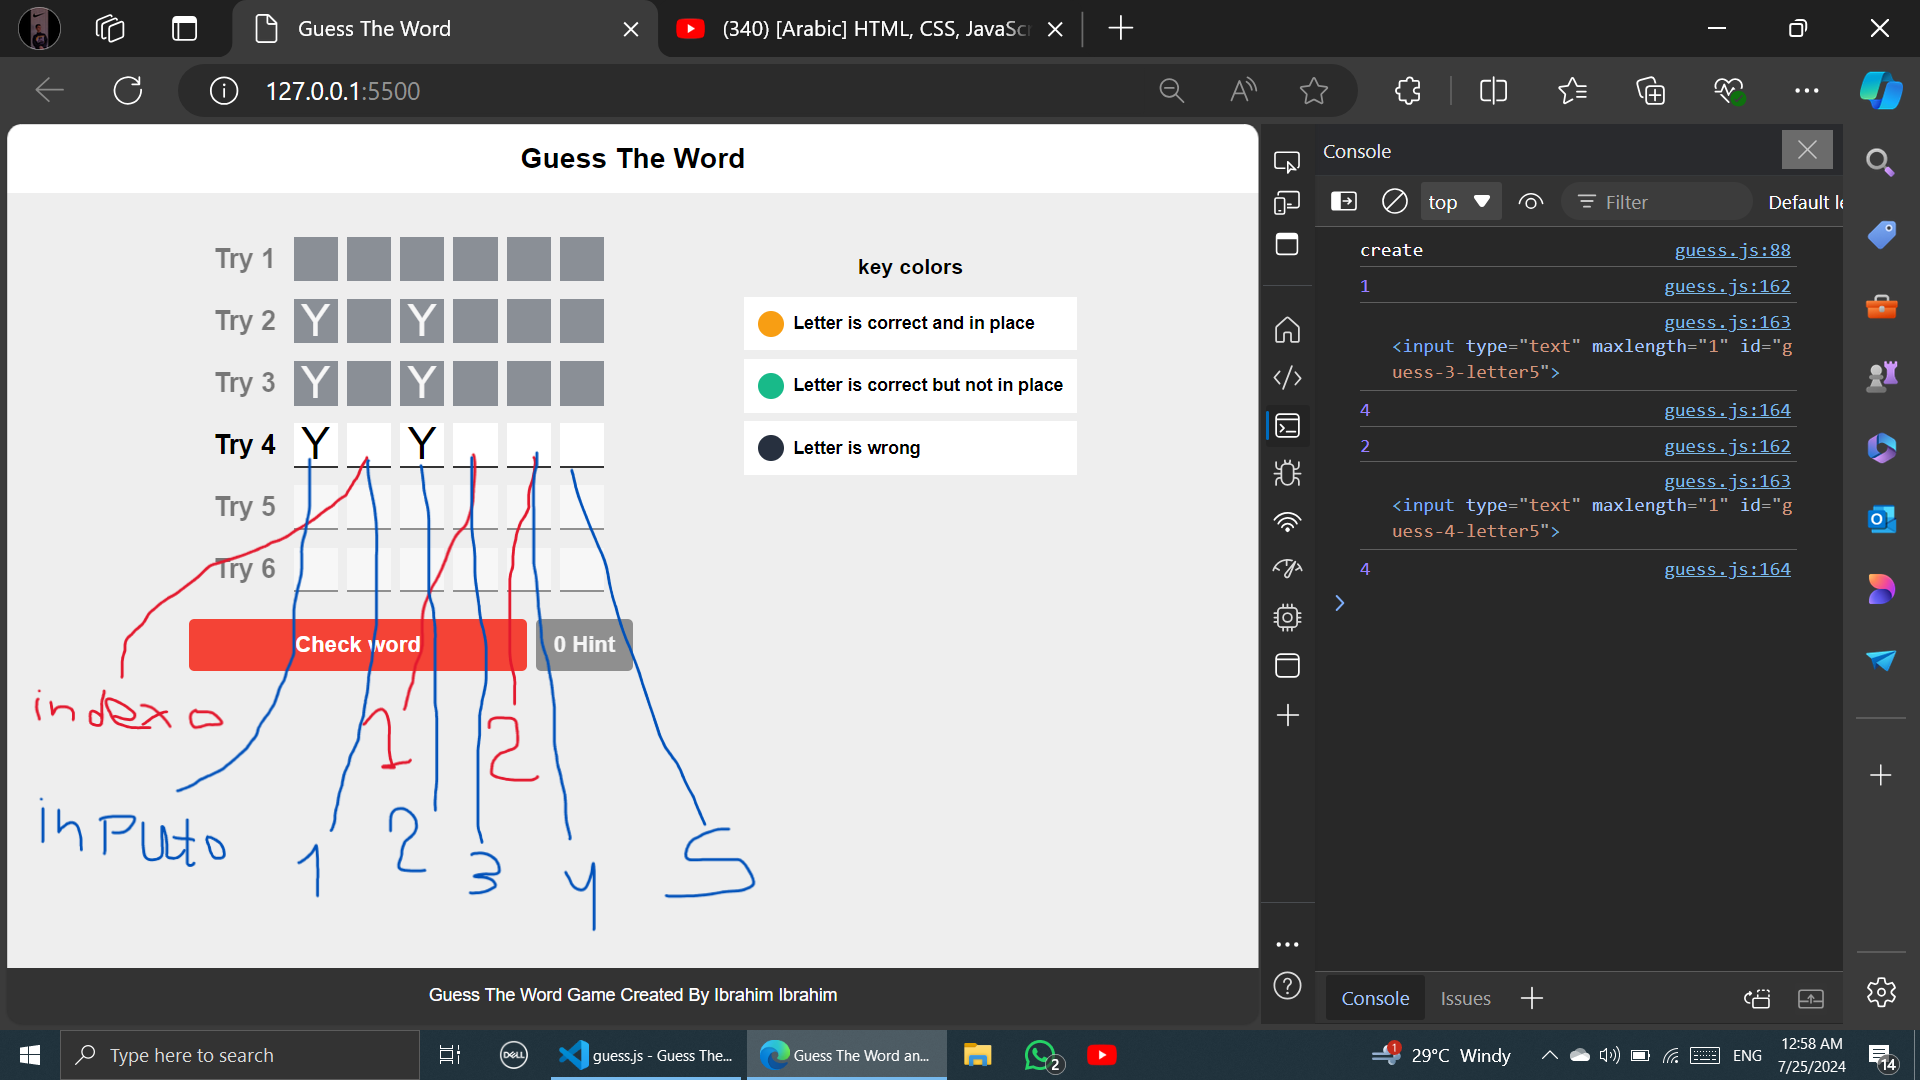 Guess The Word
(340) [Arabic] HTML, CSS, JavaScr
127.0.0.1:5500
Guess The Word
Try 1
Try 2 Y Y
Try 3 Y Y
Try 4 Y Y
Try 5
Try 6
Check word
0 Hint
key colors
Letter is correct and in place
Letter is correct but not in place
Letter is wrong
index 0 1 2
input 0 1 2 3 4 5
Guess The Word Game Created By Ibrahim Ibrahim
Console
top
Filter
Default le
create guess.js:88
1 guess.js:162
guess.js:163
<input type="text" maxlength="1" id="g
uess-3-letter5">
4 guess.js:164
2 guess.js:162
guess.js:163
<input type="text" maxlength="1" id="g
uess-4-letter5">
4 guess.js:164
Console
Issues
Type here to search
DELL
guess.js - Guess The...
Guess The Word an...
2
1
29°C Windy
ENG
12:58 AM
7/25/2024
14